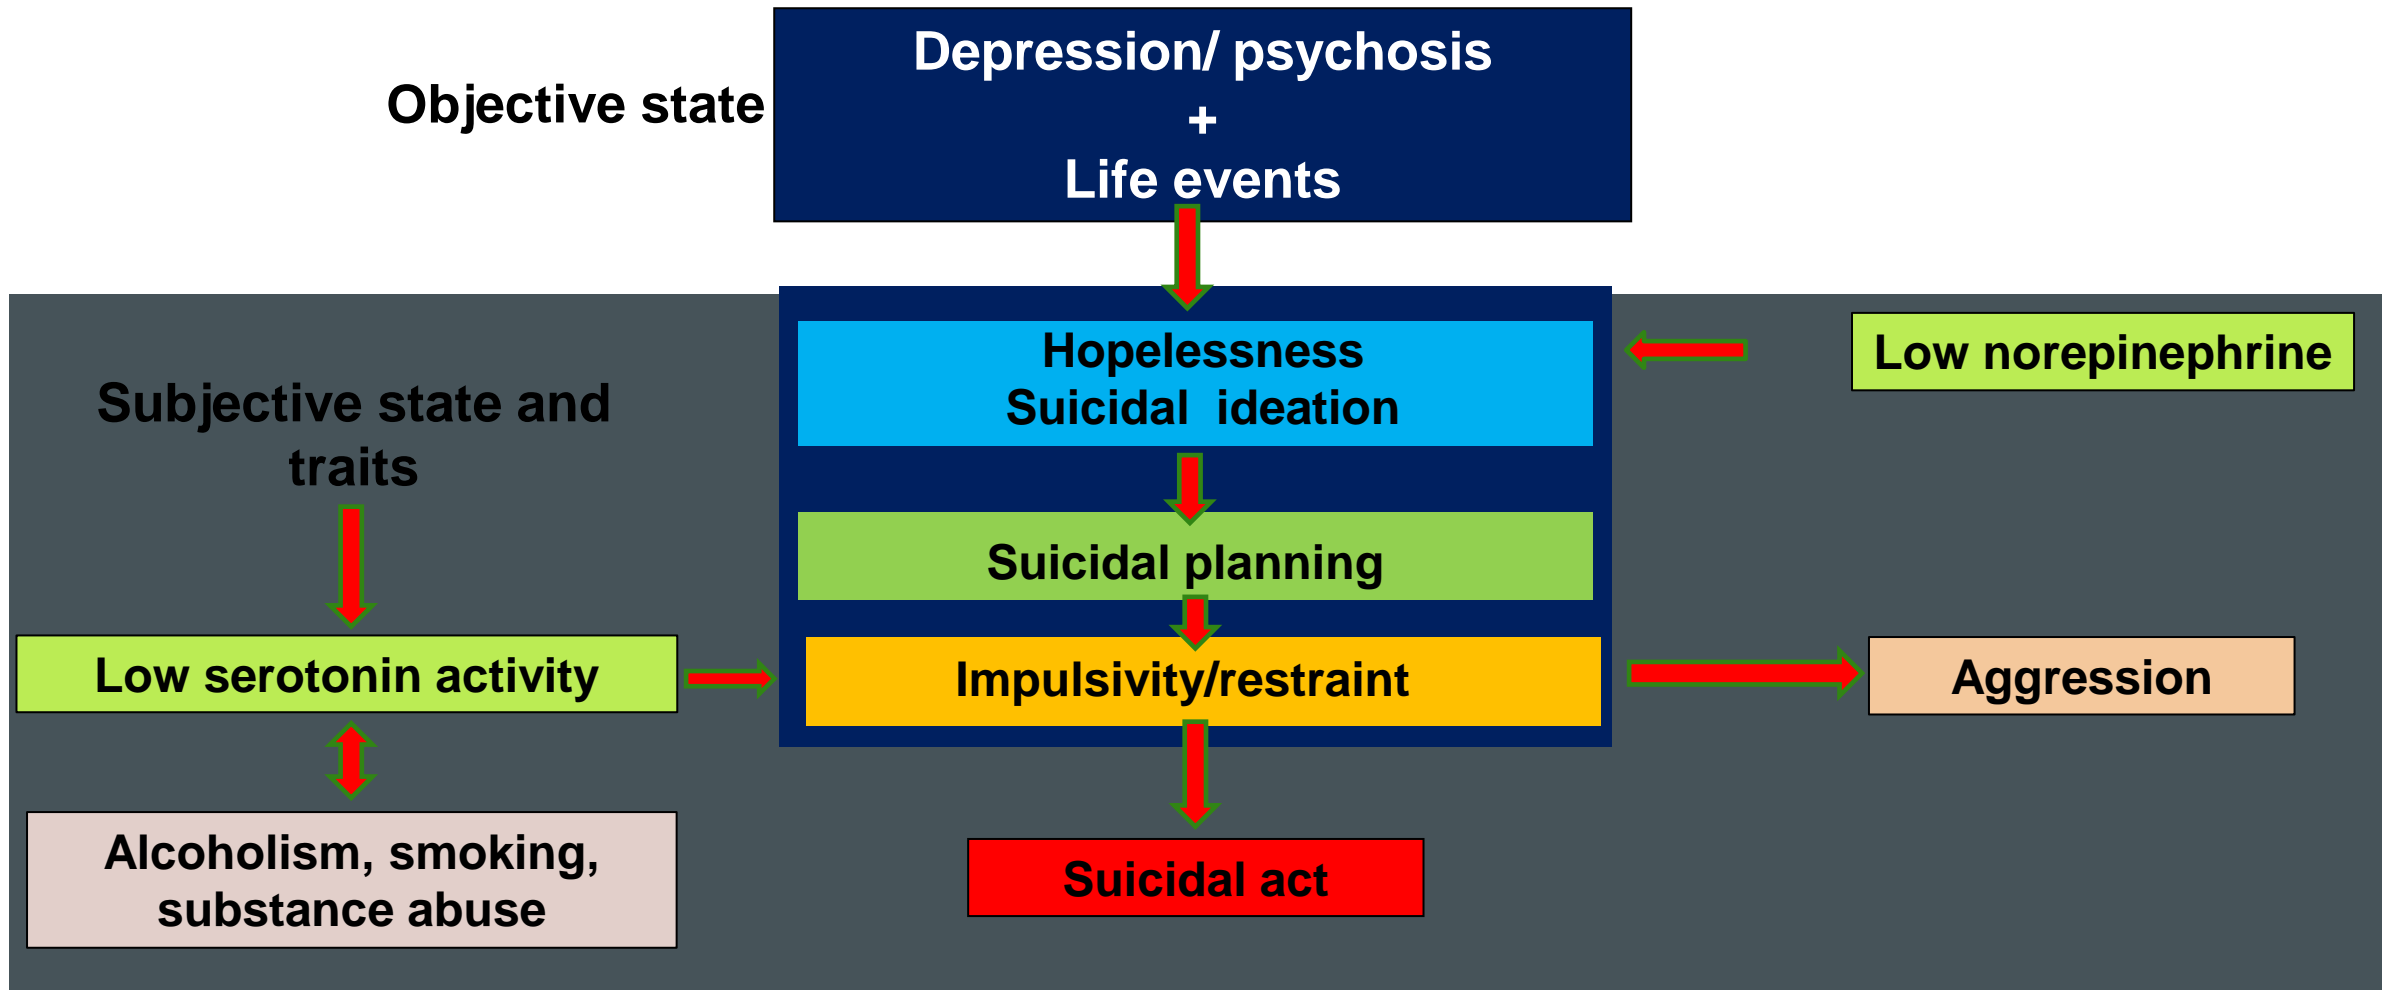 Depression/ psychosis
Objective state
+
Life events
Hopelessness
Suicidal  ideation
Low norepinephrine
Subjective state and
traits
Suicidal planning
Low serotonin activity
Impulsivity/restraint
Aggression
Alcoholism, smoking,
substance abuse
Suicidal act